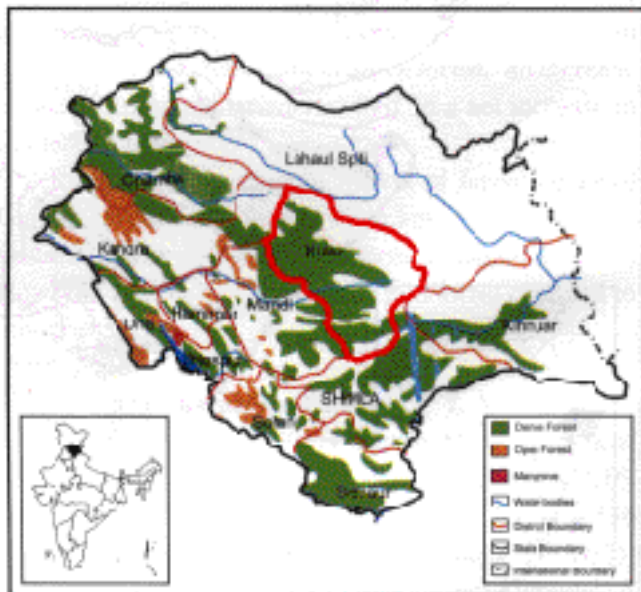 Lahaul Spiti
Chamba
Kullu
Kangra
Mandi
Hamirpur
Una
Kinnaur
SHIMLA
Solan
Sirmaur
Dense Forest
Open Forest
Mangrove
Water bodies
District Boundary
State Boundary
International Boundary